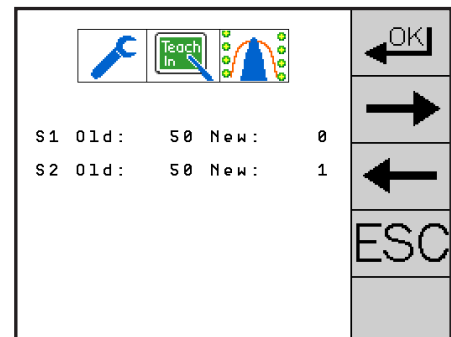 Teach
In
OK
S1 Old: 50 New: 0
S2 Old: 50 New: 1
ESC